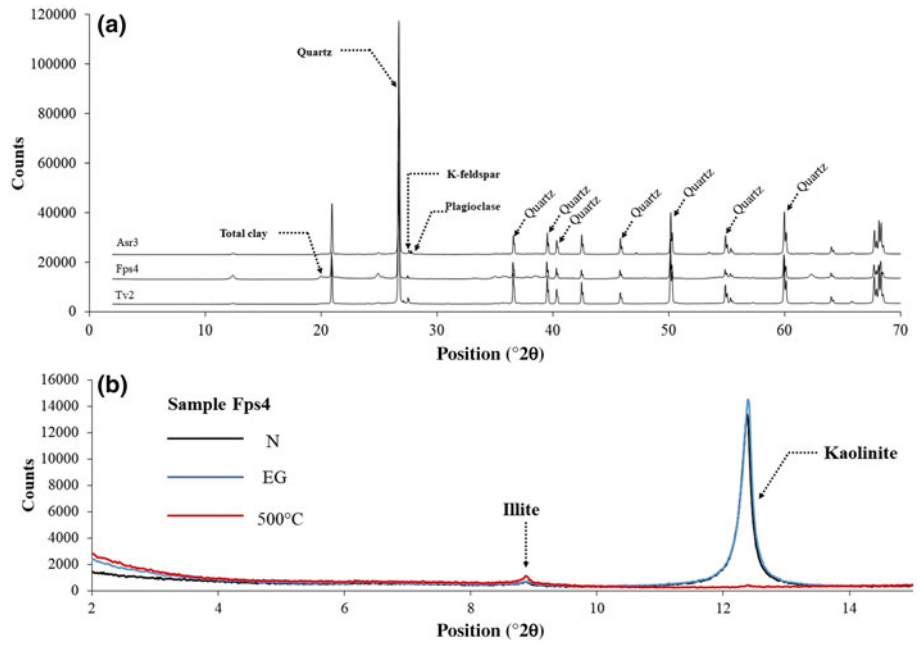 (a)
120000
100000
80000
60000
40000
20000
0
Counts
Quartz
K-feldspar
Plagioclase
Total clay
Quartz
Quartz
Quartz
Quartz
Quartz
Quartz
Quartz
Asr3
Fps4
Tv2
0 10 20 30 40 50 60 70
Position (°2θ)
(b)
16000
14000
12000
10000
8000
6000
4000
2000
0
Counts
Sample Fps4
N
EG
500°C
Illite
Kaolinite
2 4 6 8 10 12 14
Position (°2θ)